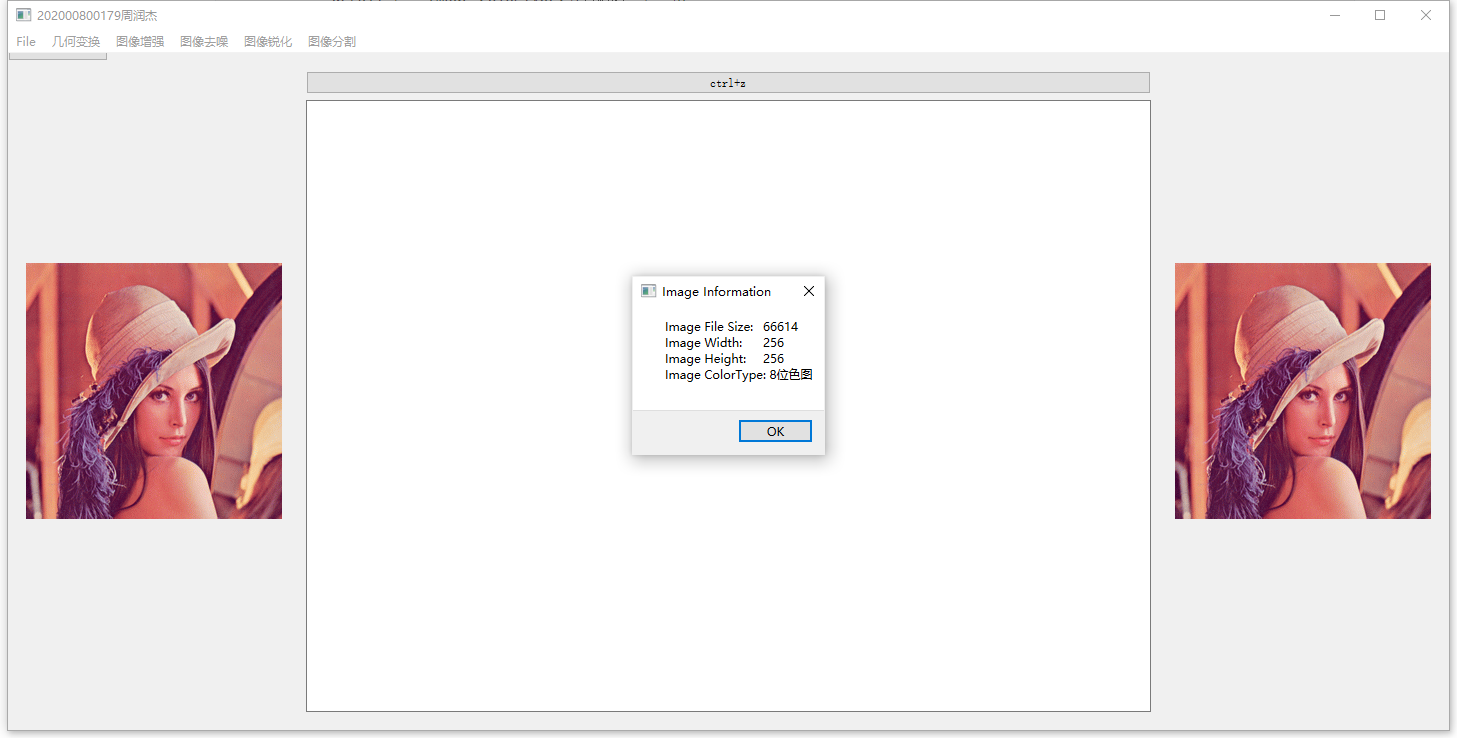 202000800179周润杰
File 几何变换 图像增强 图像去噪 图像锐化 图像分割
ctrl+z
Image Information
Image File Size: 66614
Image Width: 256
Image Height: 256
Image ColorType: 8位色图
OK